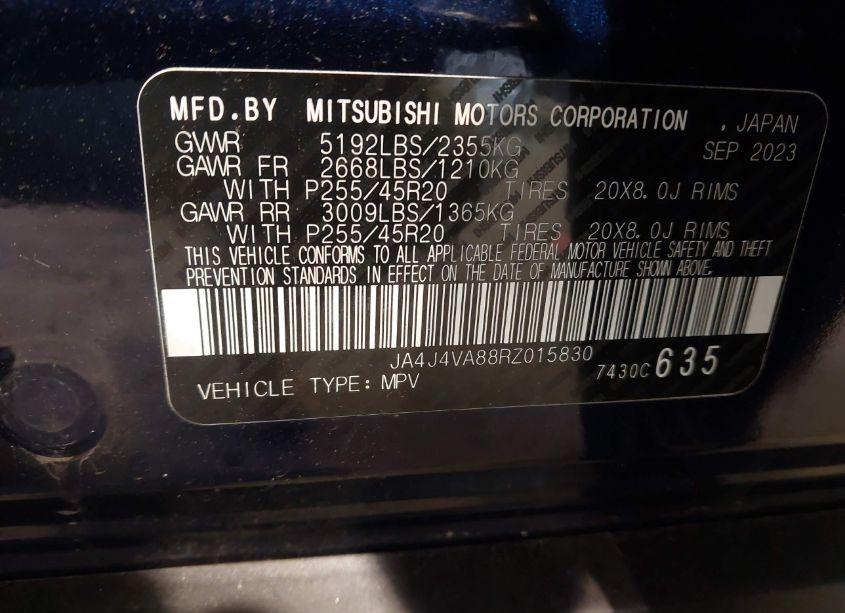 MFD.BY MITSUBISHI MOTORS CORPORATION , JAPAN
GVWR 5192LBS/2355KG SEP 2023
GAWR FR 2668LBS/1210KG
WITH P255/45R20 TIRES 20X8.0J RIMS
GAWR RR 3009LBS/1365KG
WITH P255/45R20 TIRES 20X8.0J RIMS
THIS VEHICLE CONFORMS TO ALL APPLICABLE FEDERAL MOTOR VEHICLE SAFETY AND THEFT
PREVENTION STANDARDS IN EFFECT ON THE DATE OF MANUFACTURE SHOWN ABOVE.
JA4J4VA88RZ015830
7430C 635
VEHICLE TYPE: MPV